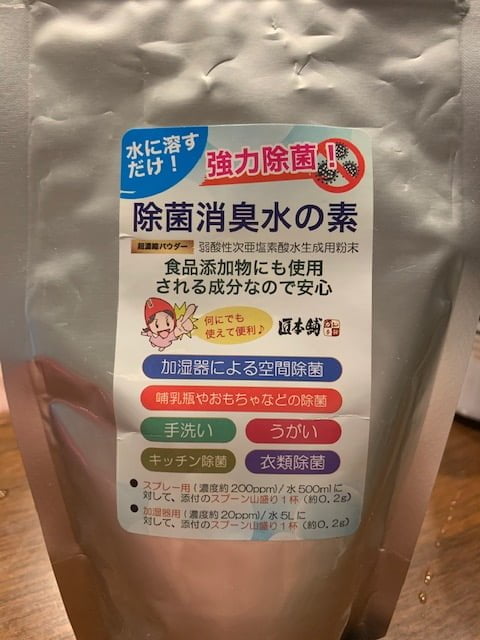 水に溶す
だけ！
強力除菌！
除菌消臭水の素
超濃縮パウダー 弱酸性次亜塩素酸水生成用粉末
食品添加物にも使用
される成分なので安心
何にでも
使えて便利♪
匠本舗
加湿器による空間除菌
哺乳瓶やおもちゃなどの除菌
手洗い うがい
キッチン除菌 衣類除菌
● スプレー用(濃度約200ppm)/水500mlに
対して、添付のスプーン山盛り1杯(約0.2g)
● 加湿器用(濃度約20ppm)/水5Lに
対して、添付のスプーン山盛り1杯(約0.2g)